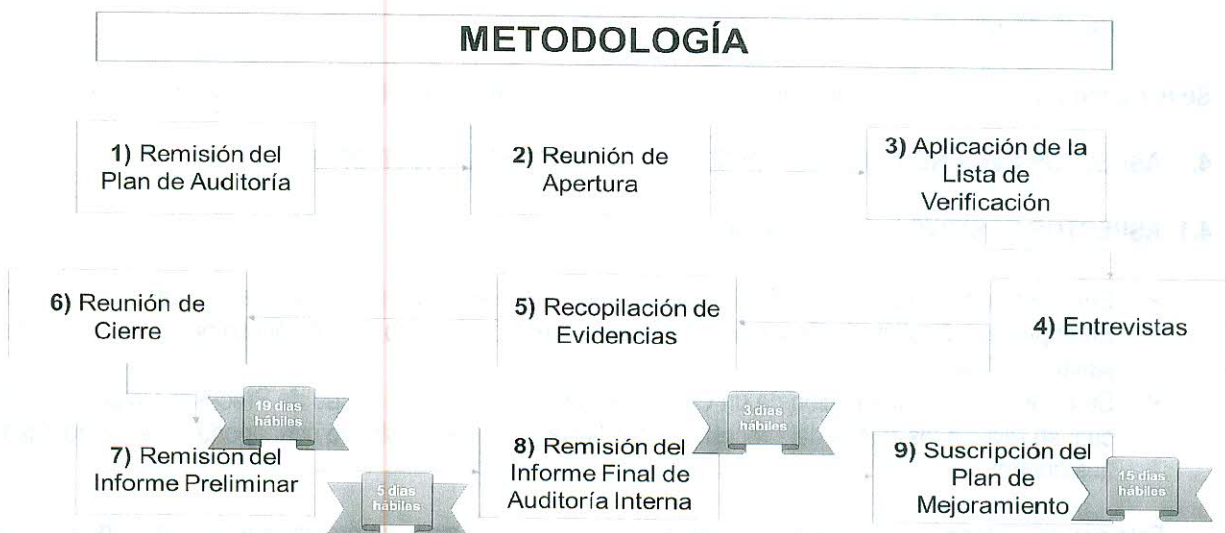 METODOLOGÍA
1) Remisión del
Plan de Auditoría
2) Reunión de
Apertura
3) Aplicación de la
Lista de
Verificación
4) Entrevistas
5) Recopilación de
Evidencias
6) Reunión de
Cierre
19 días
hábiles
7) Remisión del
Informe Preliminar
5 días
hábiles
8) Remisión del
Informe Final de
Auditoría Interna
3 días
hábiles
9) Suscripción del
Plan de
Mejoramiento
15 días
hábiles